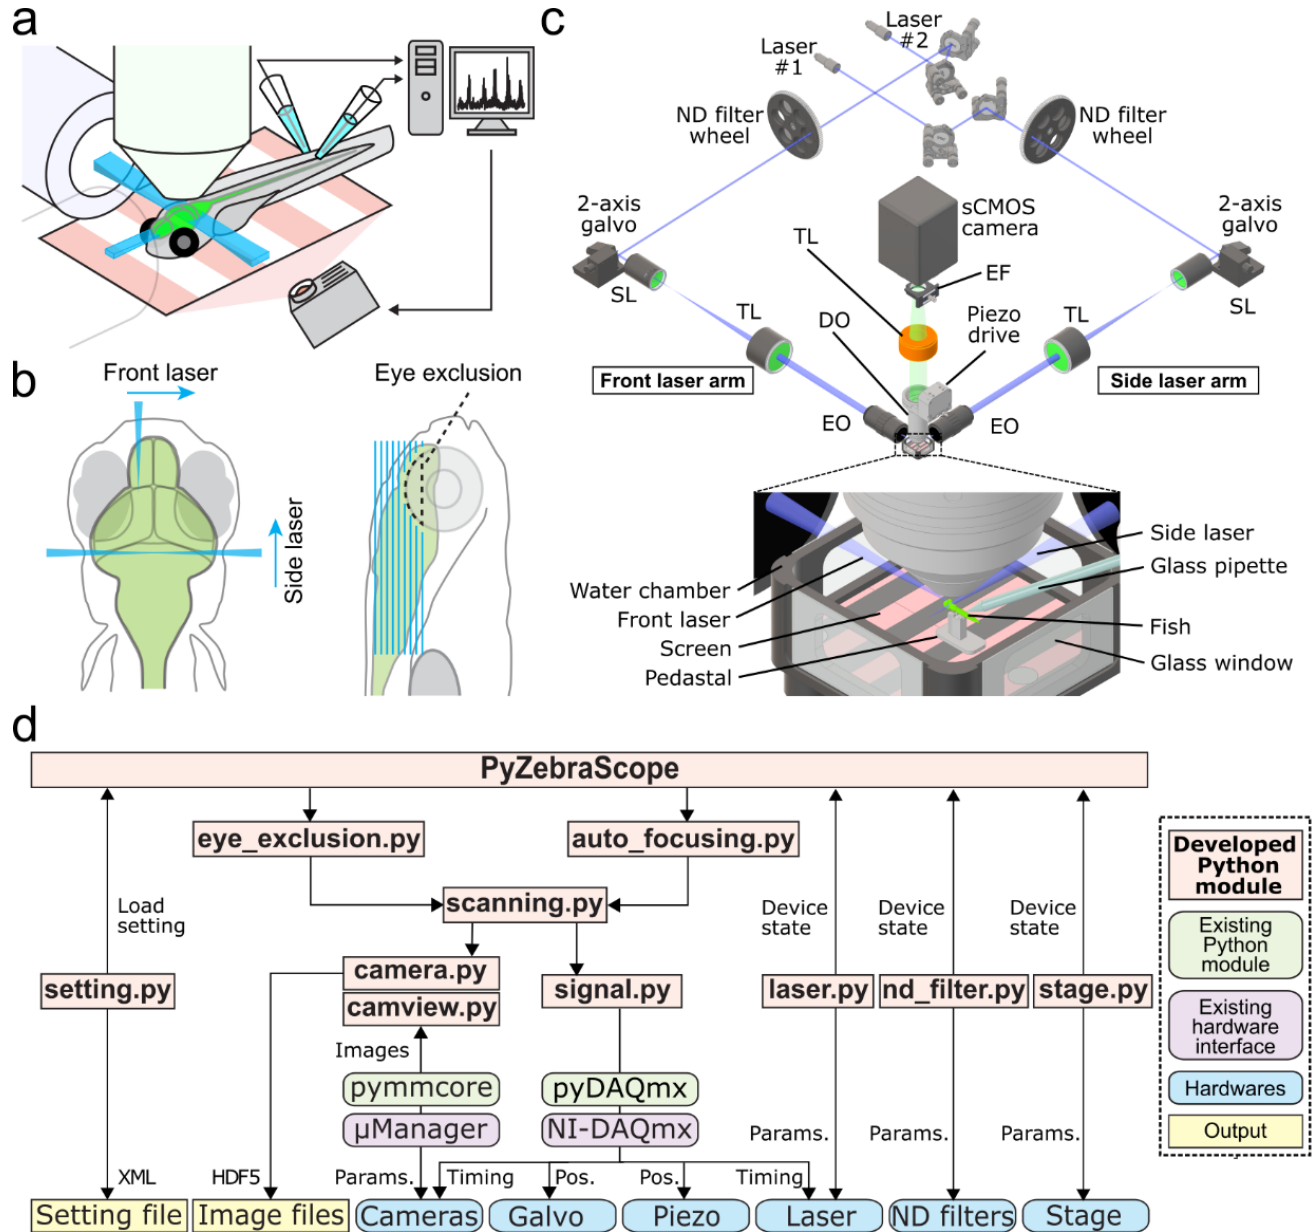 a
b
Front laser
Side laser
Eye exclusion
c
Laser
#1
Laser
#2
ND filter
wheel
ND filter
wheel
2-axis
galvo
2-axis
galvo
sCMOS
camera
SL
TL
EF
SL
TL
DO
Piezo
drive
TL
Front laser arm
Side laser arm
EO
EO
Water chamber
Front laser
Screen
Pedastal
Side laser
Glass pipette
Fish
Glass window
d
PyZebraScope
eye_exclusion.py
auto_focusing.py
scanning.py
Load
setting
Device
state
Device
state
Device
state
setting.py
camera.py
camview.py
signal.py
laser.py
nd_filter.py
stage.py
Images
pymmcore
µManager
pyDAQmx
NI-DAQmx
XML
HDF5
Params.
Timing
Pos.
Pos.
Timing
Params.
Params.
Params.
Setting file
Image files
Cameras
Galvo
Piezo
Laser
ND filters
Stage
Developed
Python
module
Existing
Python
module
Existing
hardware
interface
Hardwares
Output